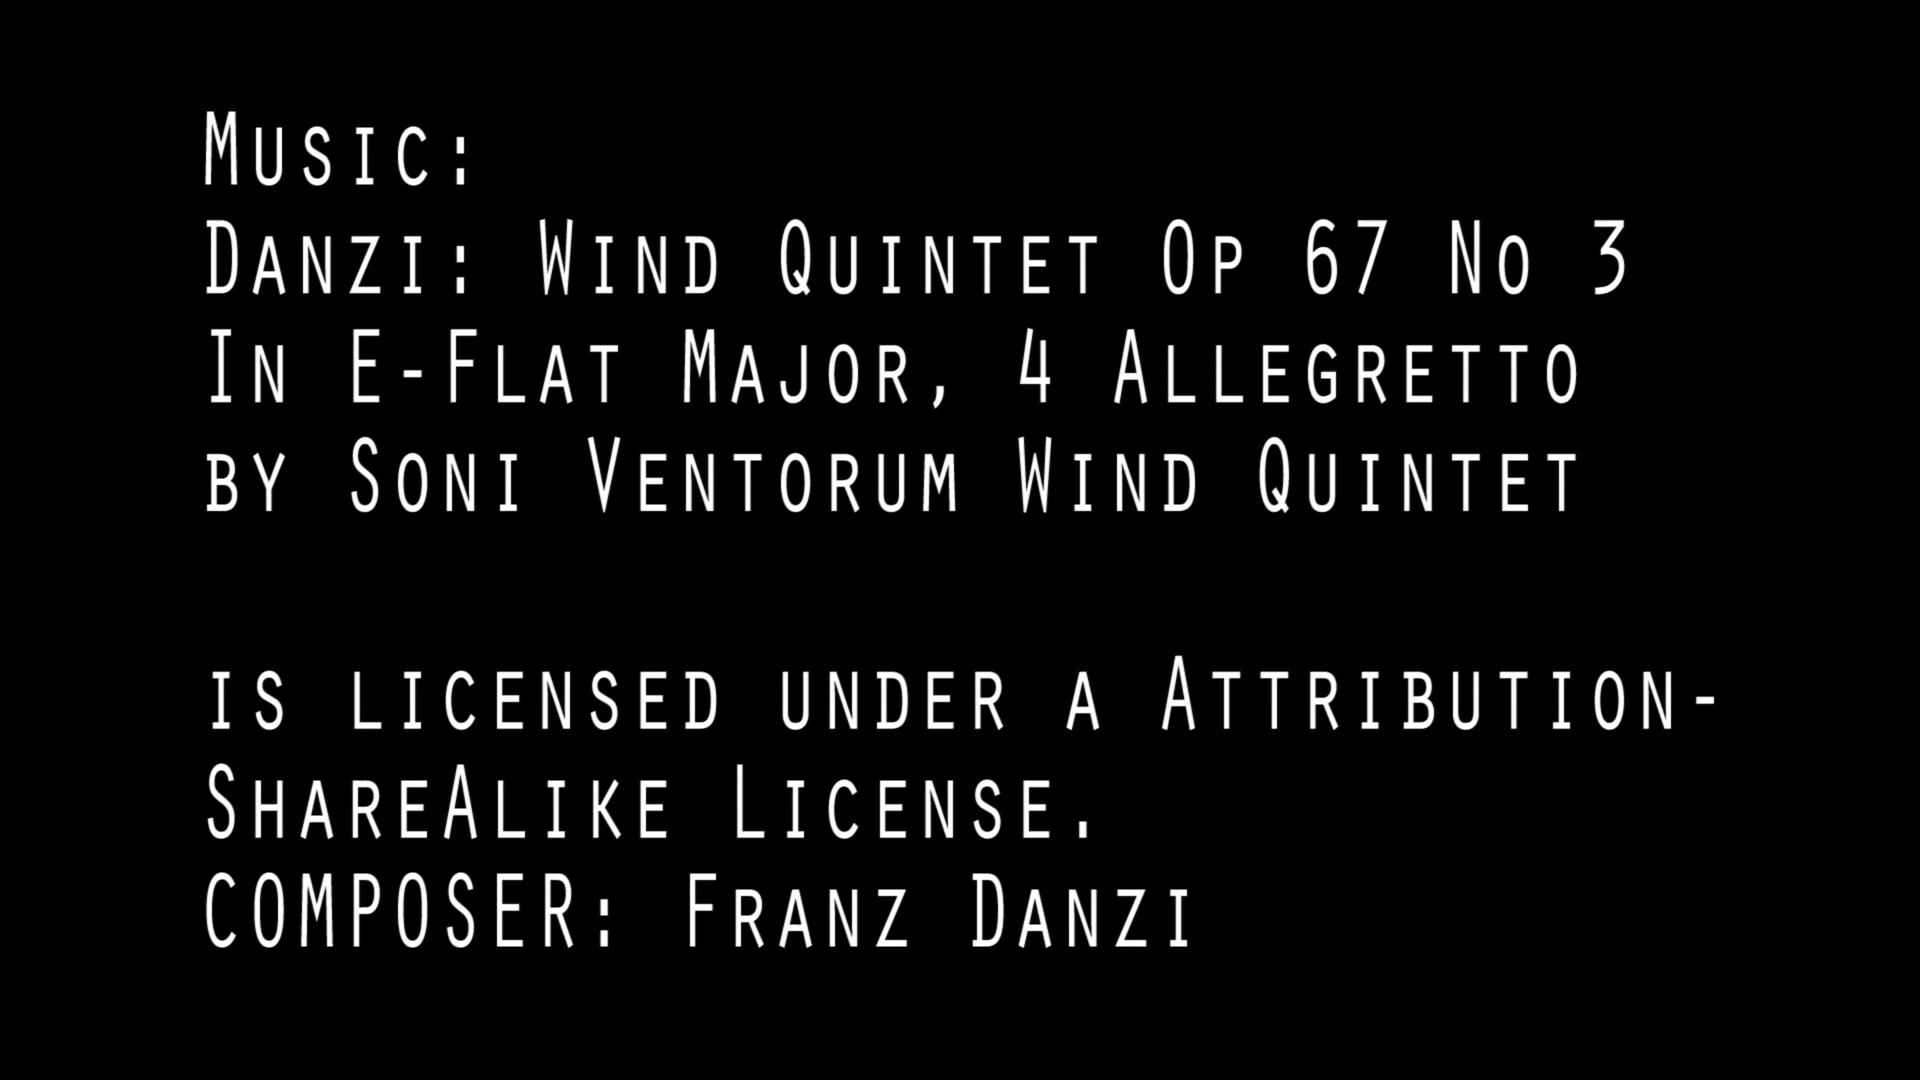 Music:
Danzi: Wind Quintet Op 67 No 3
In E-Flat Major, 4 Allegretto
by Soni Ventorum Wind Quintet
is licensed under a Attribution-
ShareAlike License.
COMPOSER: Franz Danzi